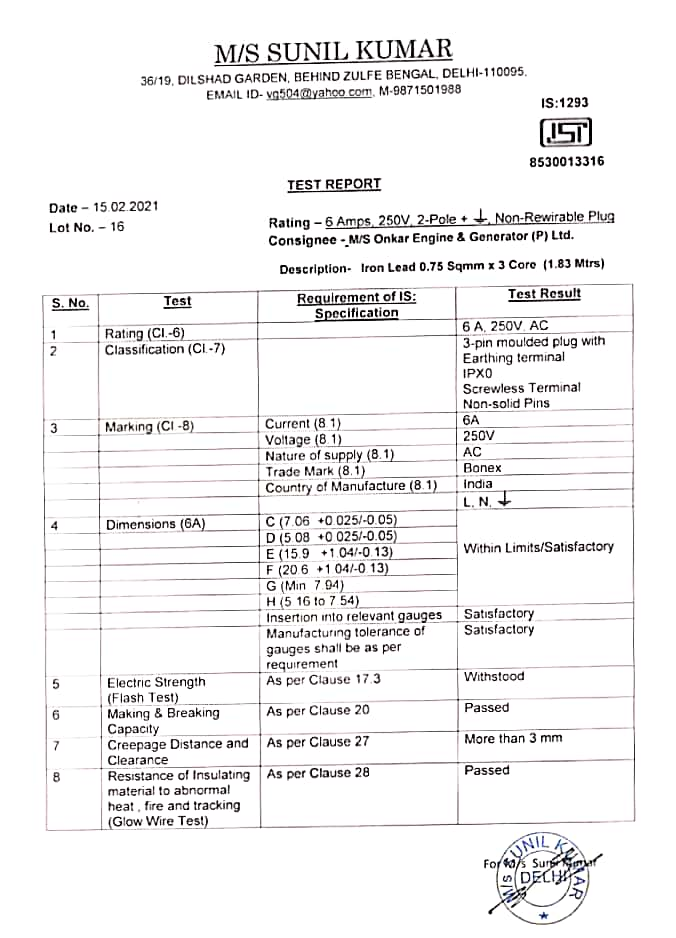 M/S SUNIL KUMAR
36/19, DILSHAD GARDEN, BEHIND ZULFE BENGAL, DELHI-110095.
EMAIL ID- vg504@yahoo.com, M-9871501988
IS:1293
ISI
8530013316
TEST REPORT
Date – 15.02.2021
Lot No. – 16
Rating – 6 Amps, 250V, 2-Pole + ⏚, Non-Rewirable Plug
Consignee - M/S Onkar Engine & Generator (P) Ltd.
Description- Iron Lead 0.75 Sqmm x 3 Core (1.83 Mtrs)
S. No. Test Requirement of IS: Specification Test Result
1 Rating (Cl.-6) 6 A, 250V, AC
2 Classification (Cl.-7) 3-pin moulded plug with
Earthing terminal
IPX0
Screwless Terminal
Non-solid Pins
3 Marking (Cl.-8) Current (8.1) 6A
Voltage (8.1) 250V
Nature of supply (8.1) AC
Trade Mark (8.1) Bonex
Country of Manufacture (8.1) India
L, N, ⏚
4 Dimensions (6A) C (7.06 +0.025/-0.05)
D (5.08 +0.025/-0.05)
E (15.9 +1.04/-0.13) Within Limits/Satisfactory
F (20.6 +1.04/-0.13)
G (Min 7.94)
H (5.16 to 7.54)
Insertion into relevant gauges Satisfactory
Manufacturing tolerance of Satisfactory
gauges shall be as per
requirement
5 Electric Strength As per Clause 17.3 Withstood
(Flash Test)
6 Making & Breaking As per Clause 20 Passed
Capacity
7 Creepage Distance and As per Clause 27 More than 3 mm
Clearance
8 Resistance of Insulating As per Clause 28 Passed
material to abnormal
heat , fire and tracking
(Glow Wire Test)
For M/s Sunil Kumar
M/S SUNIL KUMAR
DELHI